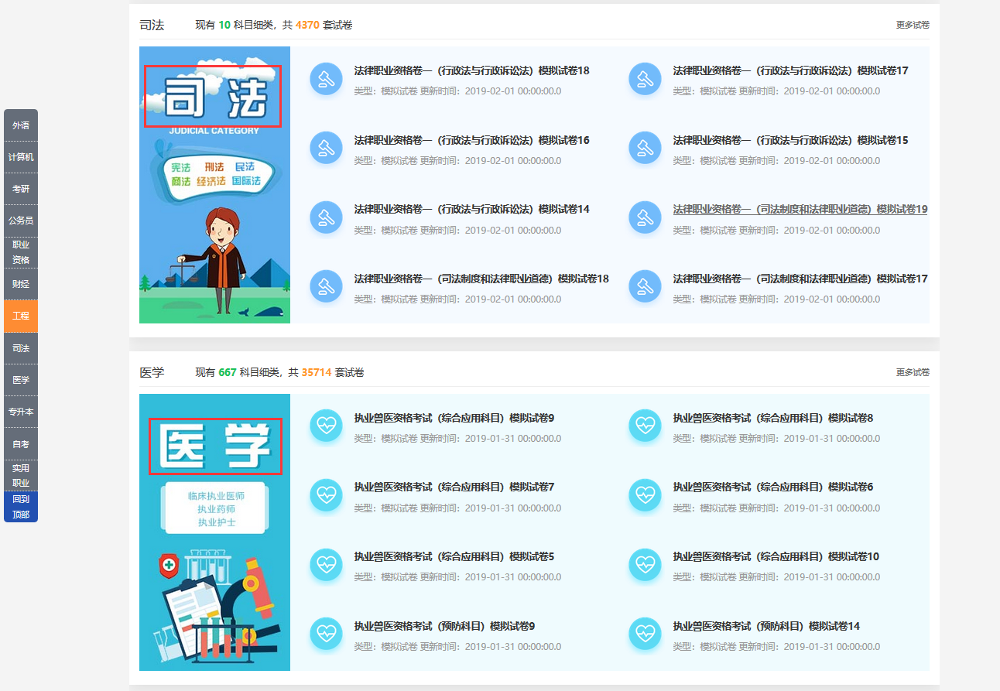 外语
计算机
考研
公务员
职业
资格
财经
工程
司法
医学
专升本
自考
实用
职业
回到
顶部
司法 现有 10 科目细类，共 4370 套试卷 更多试卷
司 法
JUDICIAL CATEGORY
宪法 刑法 民法
商法 经济法 国际法
法律职业资格卷一（行政法与行政诉讼法）模拟试卷18
类型：模拟试卷 更新时间：2019-02-01 00:00:00.0
法律职业资格卷一（行政法与行政诉讼法）模拟试卷17
类型：模拟试卷 更新时间：2019-02-01 00:00:00.0
法律职业资格卷一（行政法与行政诉讼法）模拟试卷16
类型：模拟试卷 更新时间：2019-02-01 00:00:00.0
法律职业资格卷一（行政法与行政诉讼法）模拟试卷15
类型：模拟试卷 更新时间：2019-02-01 00:00:00.0
法律职业资格卷一（行政法与行政诉讼法）模拟试卷14
类型：模拟试卷 更新时间：2019-02-01 00:00:00.0
法律职业资格卷一（司法制度和法律职业道德）模拟试卷19
类型：模拟试卷 更新时间：2019-02-01 00:00:00.0
法律职业资格卷一（司法制度和法律职业道德）模拟试卷18
类型：模拟试卷 更新时间：2019-02-01 00:00:00.0
法律职业资格卷一（司法制度和法律职业道德）模拟试卷17
类型：模拟试卷 更新时间：2019-02-01 00:00:00.0
医学 现有 667 科目细类，共 35714 套试卷 更多试卷
医 学
临床执业医师
执业药师
执业护士
执业兽医资格考试（综合应用科目）模拟试卷9
类型：模拟试卷 更新时间：2019-01-31 00:00:00.0
执业兽医资格考试（综合应用科目）模拟试卷8
类型：模拟试卷 更新时间：2019-01-31 00:00:00.0
执业兽医资格考试（综合应用科目）模拟试卷7
类型：模拟试卷 更新时间：2019-01-31 00:00:00.0
执业兽医资格考试（综合应用科目）模拟试卷6
类型：模拟试卷 更新时间：2019-01-31 00:00:00.0
执业兽医资格考试（综合应用科目）模拟试卷5
类型：模拟试卷 更新时间：2019-01-31 00:00:00.0
执业兽医资格考试（综合应用科目）模拟试卷10
类型：模拟试卷 更新时间：2019-01-31 00:00:00.0
执业兽医资格考试（预防科目）模拟试卷9
类型：模拟试卷 更新时间：2019-01-31 00:00:00.0
执业兽医资格考试（预防科目）模拟试卷14
类型：模拟试卷 更新时间：2019-01-31 00:00:00.0